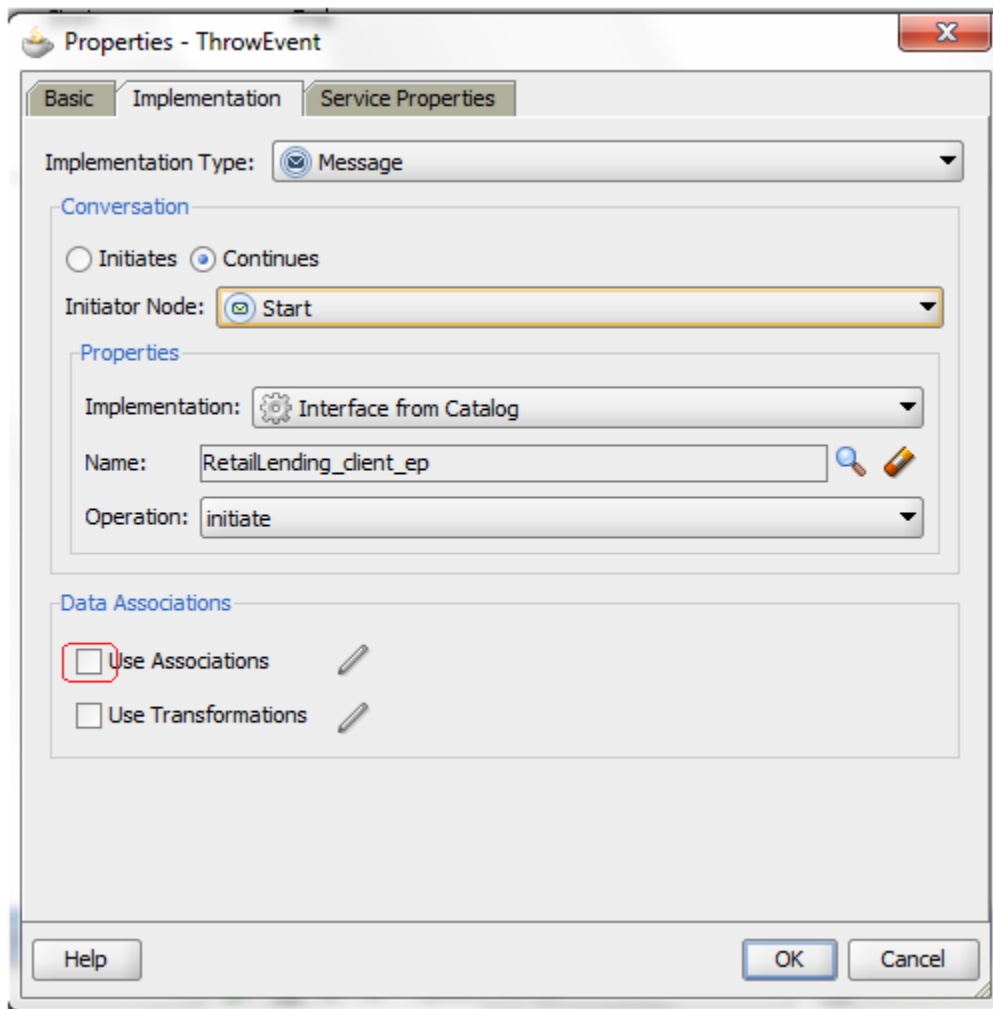 Properties - ThrowEvent
Basic Implementation Service Properties
Implementation Type: Message
Conversation
Initiates Continues
Initiator Node: Start
Properties
Implementation: Interface from Catalog
Name: RetailLending_client_ep
Operation: initiate
Data Associations
Use Associations
Use Transformations
Help OK Cancel